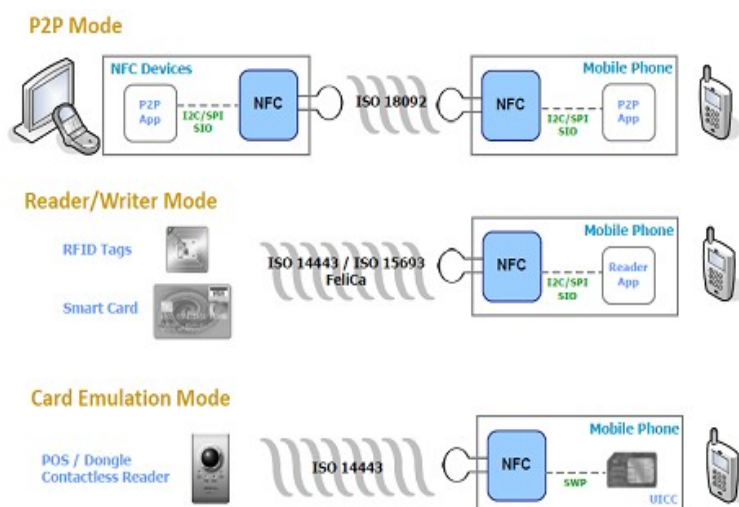 P2P Mode
NFC Devices
P2P
App
I2C/SPI
SIO
NFC
ISO 18092
Mobile Phone
NFC
I2C/SPI
SIO
P2P
App
Reader/Writer Mode
RFID Tags
Smart Card
ISO 14443 / ISO 15693
FeliCa
Mobile Phone
NFC
I2C/SPI
SIO
Reader
App
Card Emulation Mode
POS / Dongle
Contactless Reader
ISO 14443
Mobile Phone
NFC
SWP
UICC